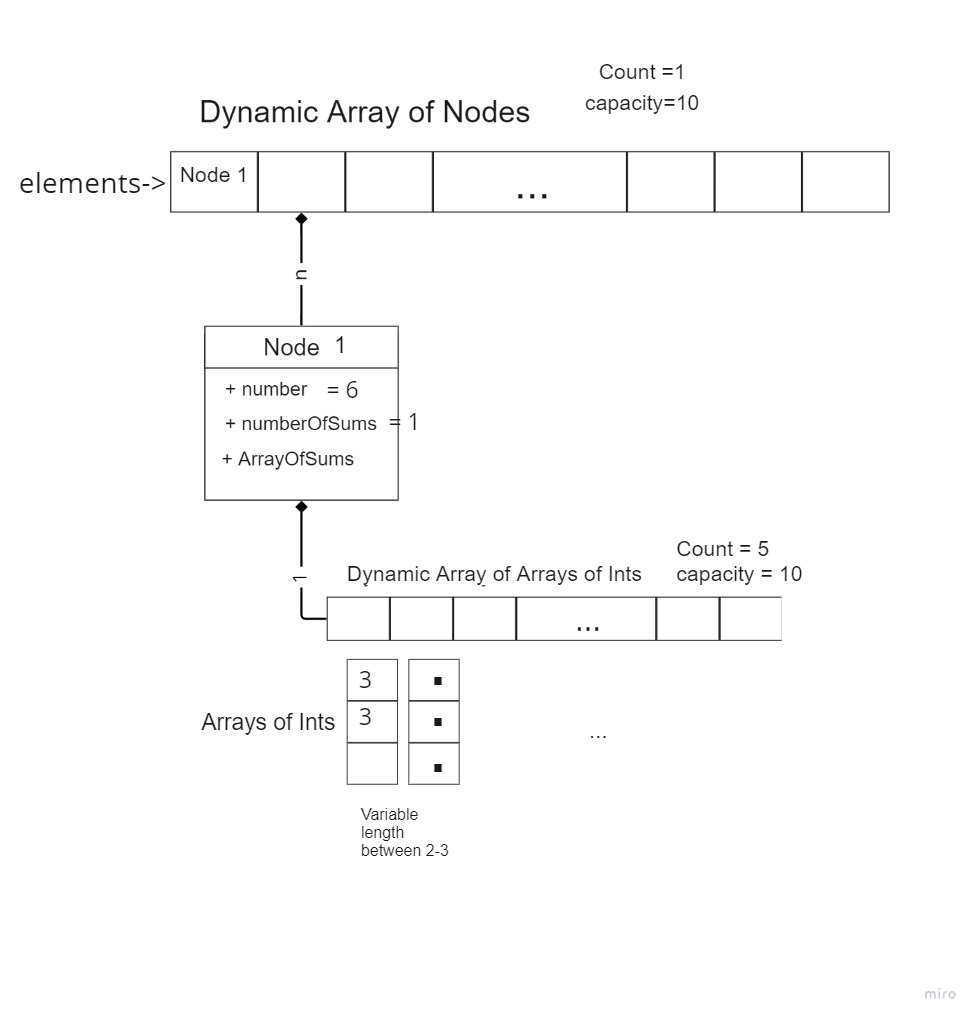 Count =1
capacity=10
Dynamic Array of Nodes
elements->
Node 1
...
n
Node 1
+ number = 6
+ numberOfSums = 1
+ ArrayOfSums
1
Count = 5
capacity = 10
Dynamic Array of Arrays of Ints
...
3
3
Arrays of Ints
...
Variable
length
between 2-3
miro